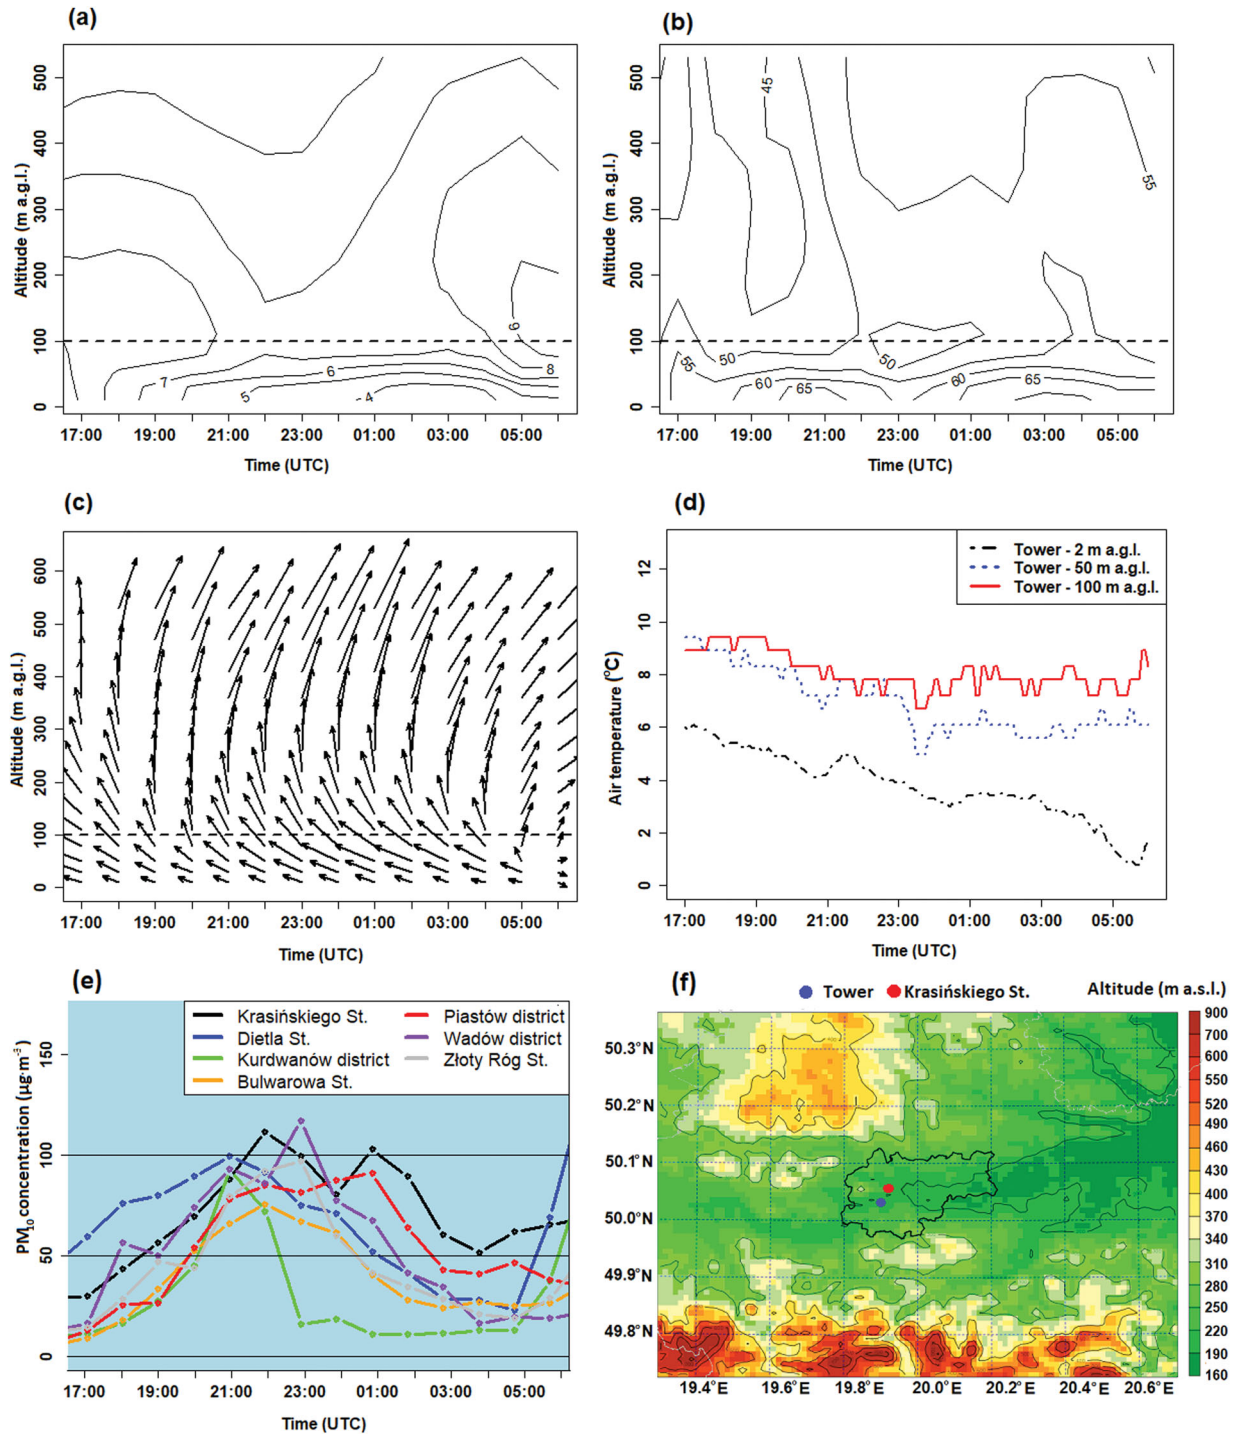 (a)
Altitude (m a.g.l.)
500
400
300
200
100
0
7
6
5
4
9
8
17:00 19:00 21:00 23:00 01:00 03:00 05:00
Time (UTC)
(b)
Altitude (m a.g.l.)
500
400
300
200
100
0
45
55
55
50
50
60
65
60
65
17:00 19:00 21:00 23:00 01:00 03:00 05:00
Time (UTC)
(c)
Altitude (m a.g.l.)
600
500
400
300
200
100
0
17:00 19:00 21:00 23:00 01:00 03:00 05:00
Time (UTC)
(d)
Air temperature (°C)
12
10
8
6
4
2
0
Tower - 2 m a.g.l.
Tower - 50 m a.g.l.
Tower - 100 m a.g.l.
17:00 19:00 21:00 23:00 01:00 03:00 05:00
Time (UTC)
(e)
PM10 concentration (µg·m-3)
150
100
50
0
Krasińskiego St.
Dietla St.
Kurdwanów district
Bulwarowa St.
Piastów district
Wadów district
Złoty Róg St.
17:00 19:00 21:00 23:00 01:00 03:00 05:00
Time (UTC)
(f)
Tower
Krasińskiego St.
Altitude (m a.s.l.)
50.3°N
50.2°N
50.1°N
50.0°N
49.9°N
49.8°N
19.4°E 19.6°E 19.8°E 20.0°E 20.2°E 20.4°E 20.6°E
900
700
600
550
520
490
460
430
400
370
340
310
280
250
220
190
160